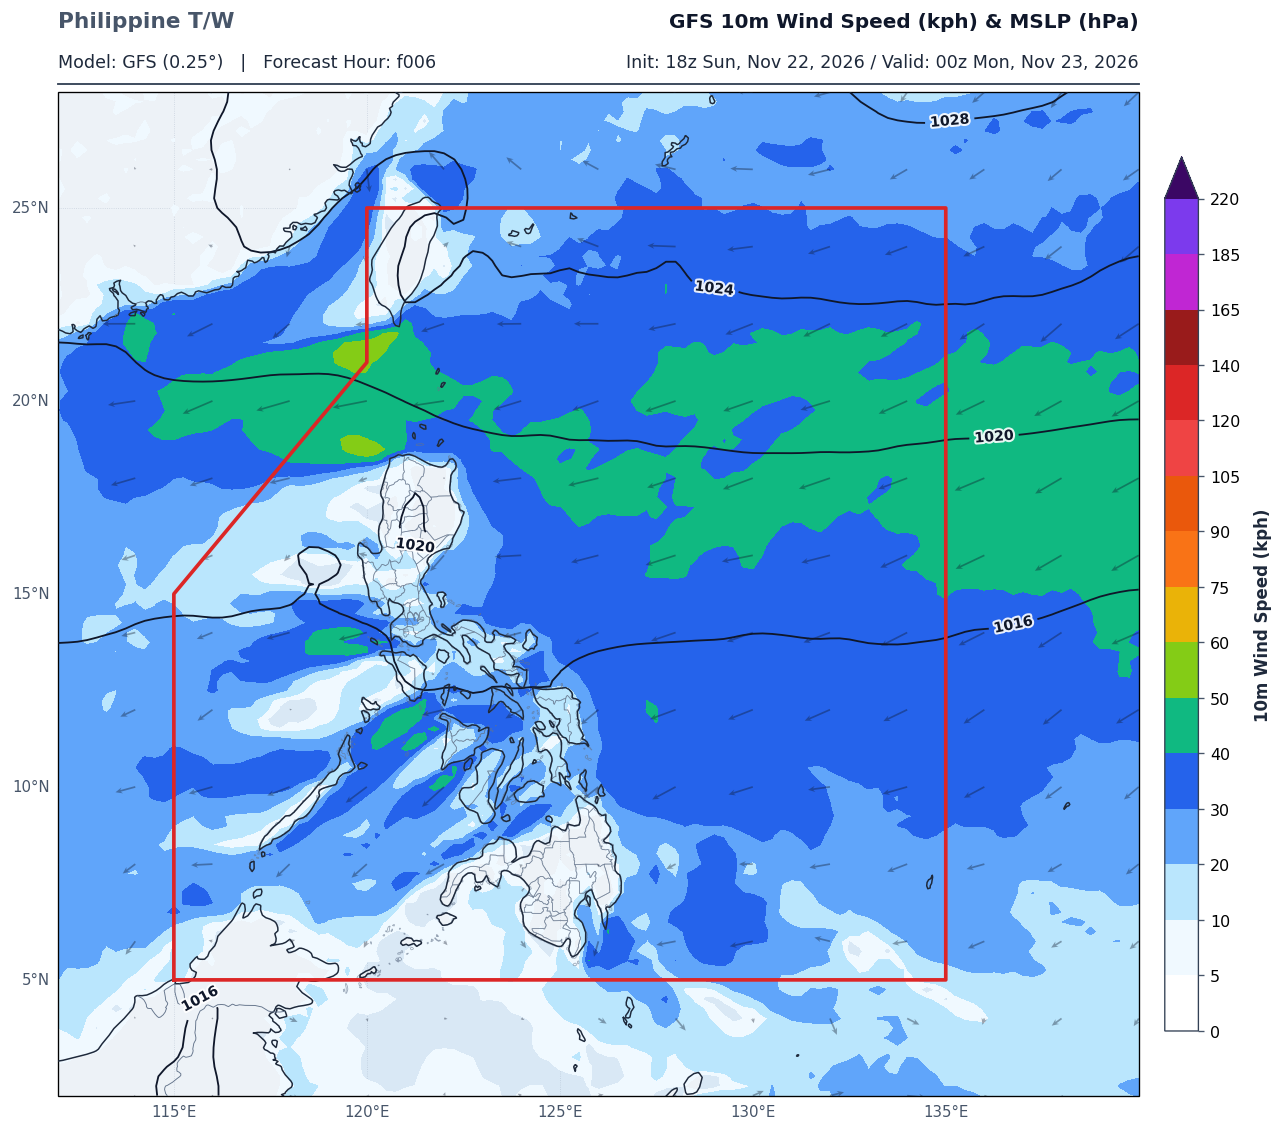 Philippine T/W
GFS 10m Wind Speed (kph) & MSLP (hPa)
Model: GFS (0.25°) | Forecast Hour: f006
Init: 18z Sun, Nov 22, 2026 / Valid: 00z Mon, Nov 23, 2026
1028
1024
1020
1020
1016
1016
25°N
20°N
15°N
10°N
5°N
115°E
120°E
125°E
130°E
135°E
220
185
165
140
120
105
90
75
60
50
40
30
20
10
5
0
10m Wind Speed (kph)